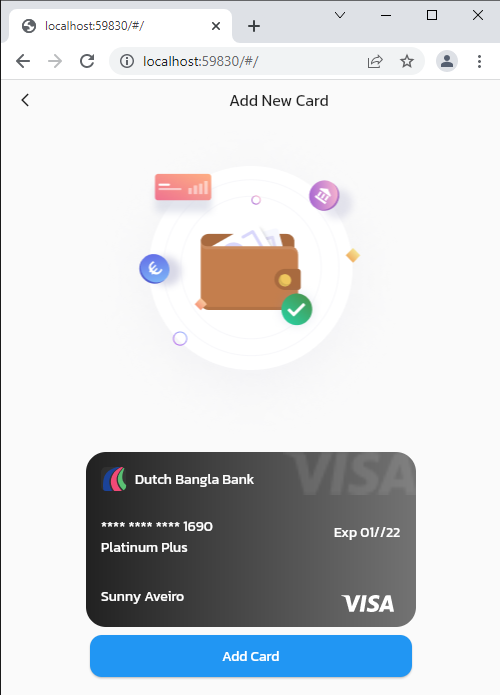 localhost:59830/#/
localhost:59830/#/
Add New Card
VISA
Dutch Bangla Bank
**** **** **** 1690
Exp 01//22
Platinum Plus
Sunny Aveiro
VISA
Add Card